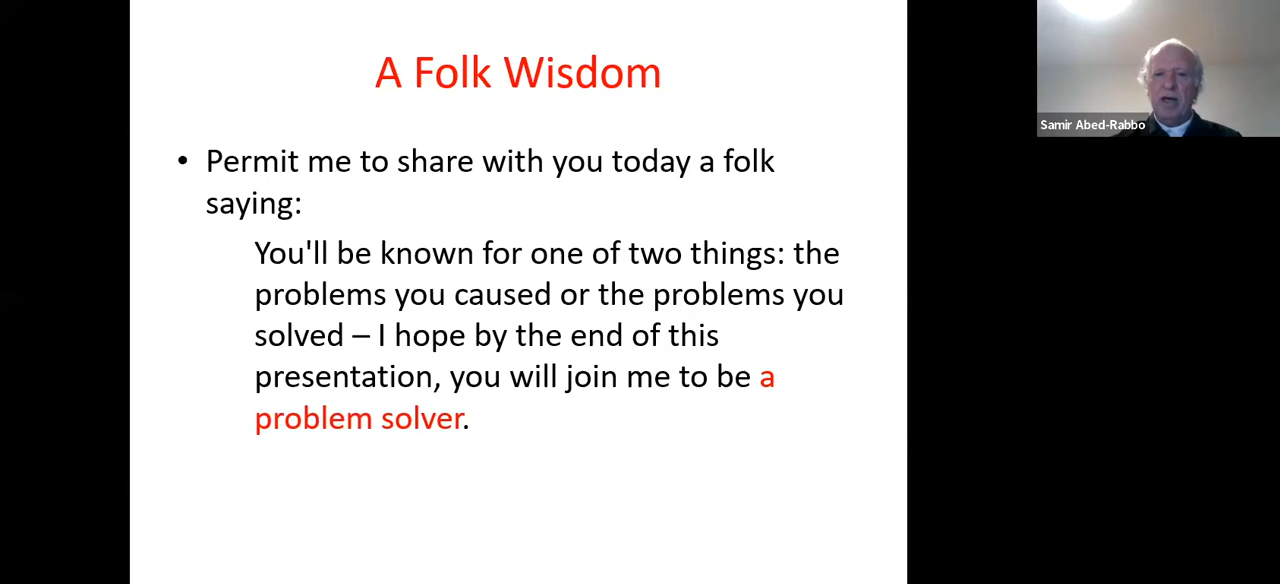 A Folk Wisdom
• Permit me to share with you today a folk
saying:
You'll be known for one of two things: the
problems you caused or the problems you
solved – I hope by the end of this
presentation, you will join me to be a
problem solver.
Samir Abed-Rabbo